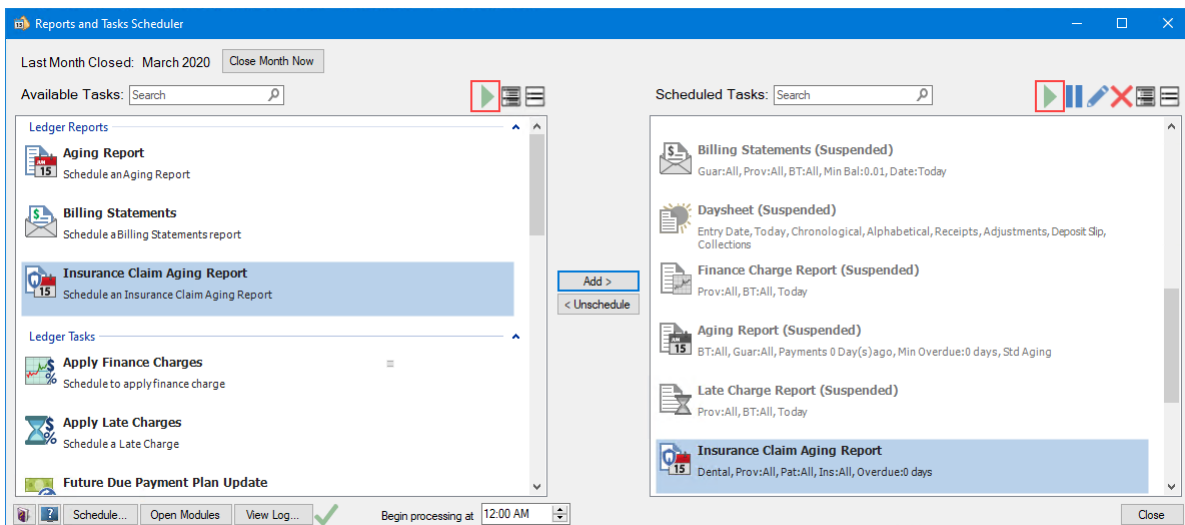 Reports and Tasks Scheduler
Last Month Closed: March 2020 Close Month Now
Available Tasks: Search
Ledger Reports
Aging Report
Schedule an Aging Report
Billing Statements
Schedule a Billing Statements report
Insurance Claim Aging Report
Schedule an Insurance Claim Aging Report
Ledger Tasks
Apply Finance Charges
Schedule to apply finance charge
Apply Late Charges
Schedule a Late Charge
Future Due Payment Plan Update
Add >
< Unschedule
Scheduled Tasks: Search
Billing Statements (Suspended)
Guar:All, Prov:All, BT:All, Min Bal:0.01, Date:Today
Daysheet (Suspended)
Entry Date, Today, Chronological, Alphabetical, Receipts, Adjustments, Deposit Slip,
Collections
Finance Charge Report (Suspended)
Prov:All, BT:All, Today
Aging Report (Suspended)
BT:All, Guar:All, Payments 0 Day(s)ago, Min Overdue:0 days, Std Aging
Late Charge Report (Suspended)
Prov:All, BT:All, Today
Insurance Claim Aging Report
Dental, Prov:All, Pat:All, Ins:All, Overdue:0 days
Schedule... Open Modules View Log... Begin processing at 12:00 AM Close